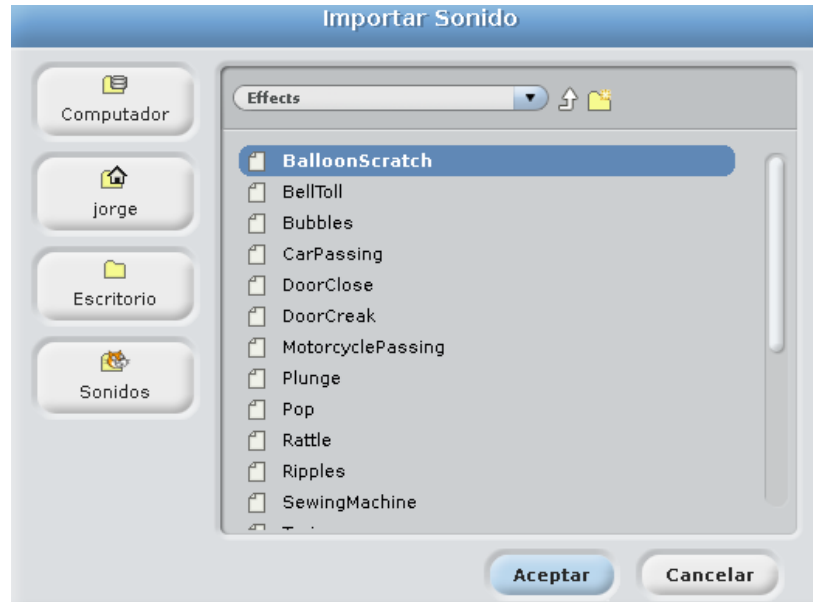 Importar Sonido
Computador
jorge
Escritorio
Sonidos
Effects
BalloonScratch
BellToll
Bubbles
CarPassing
DoorClose
DoorCreak
MotorcyclePassing
Plunge
Pop
Rattle
Ripples
SewingMachine
Aceptar
Cancelar